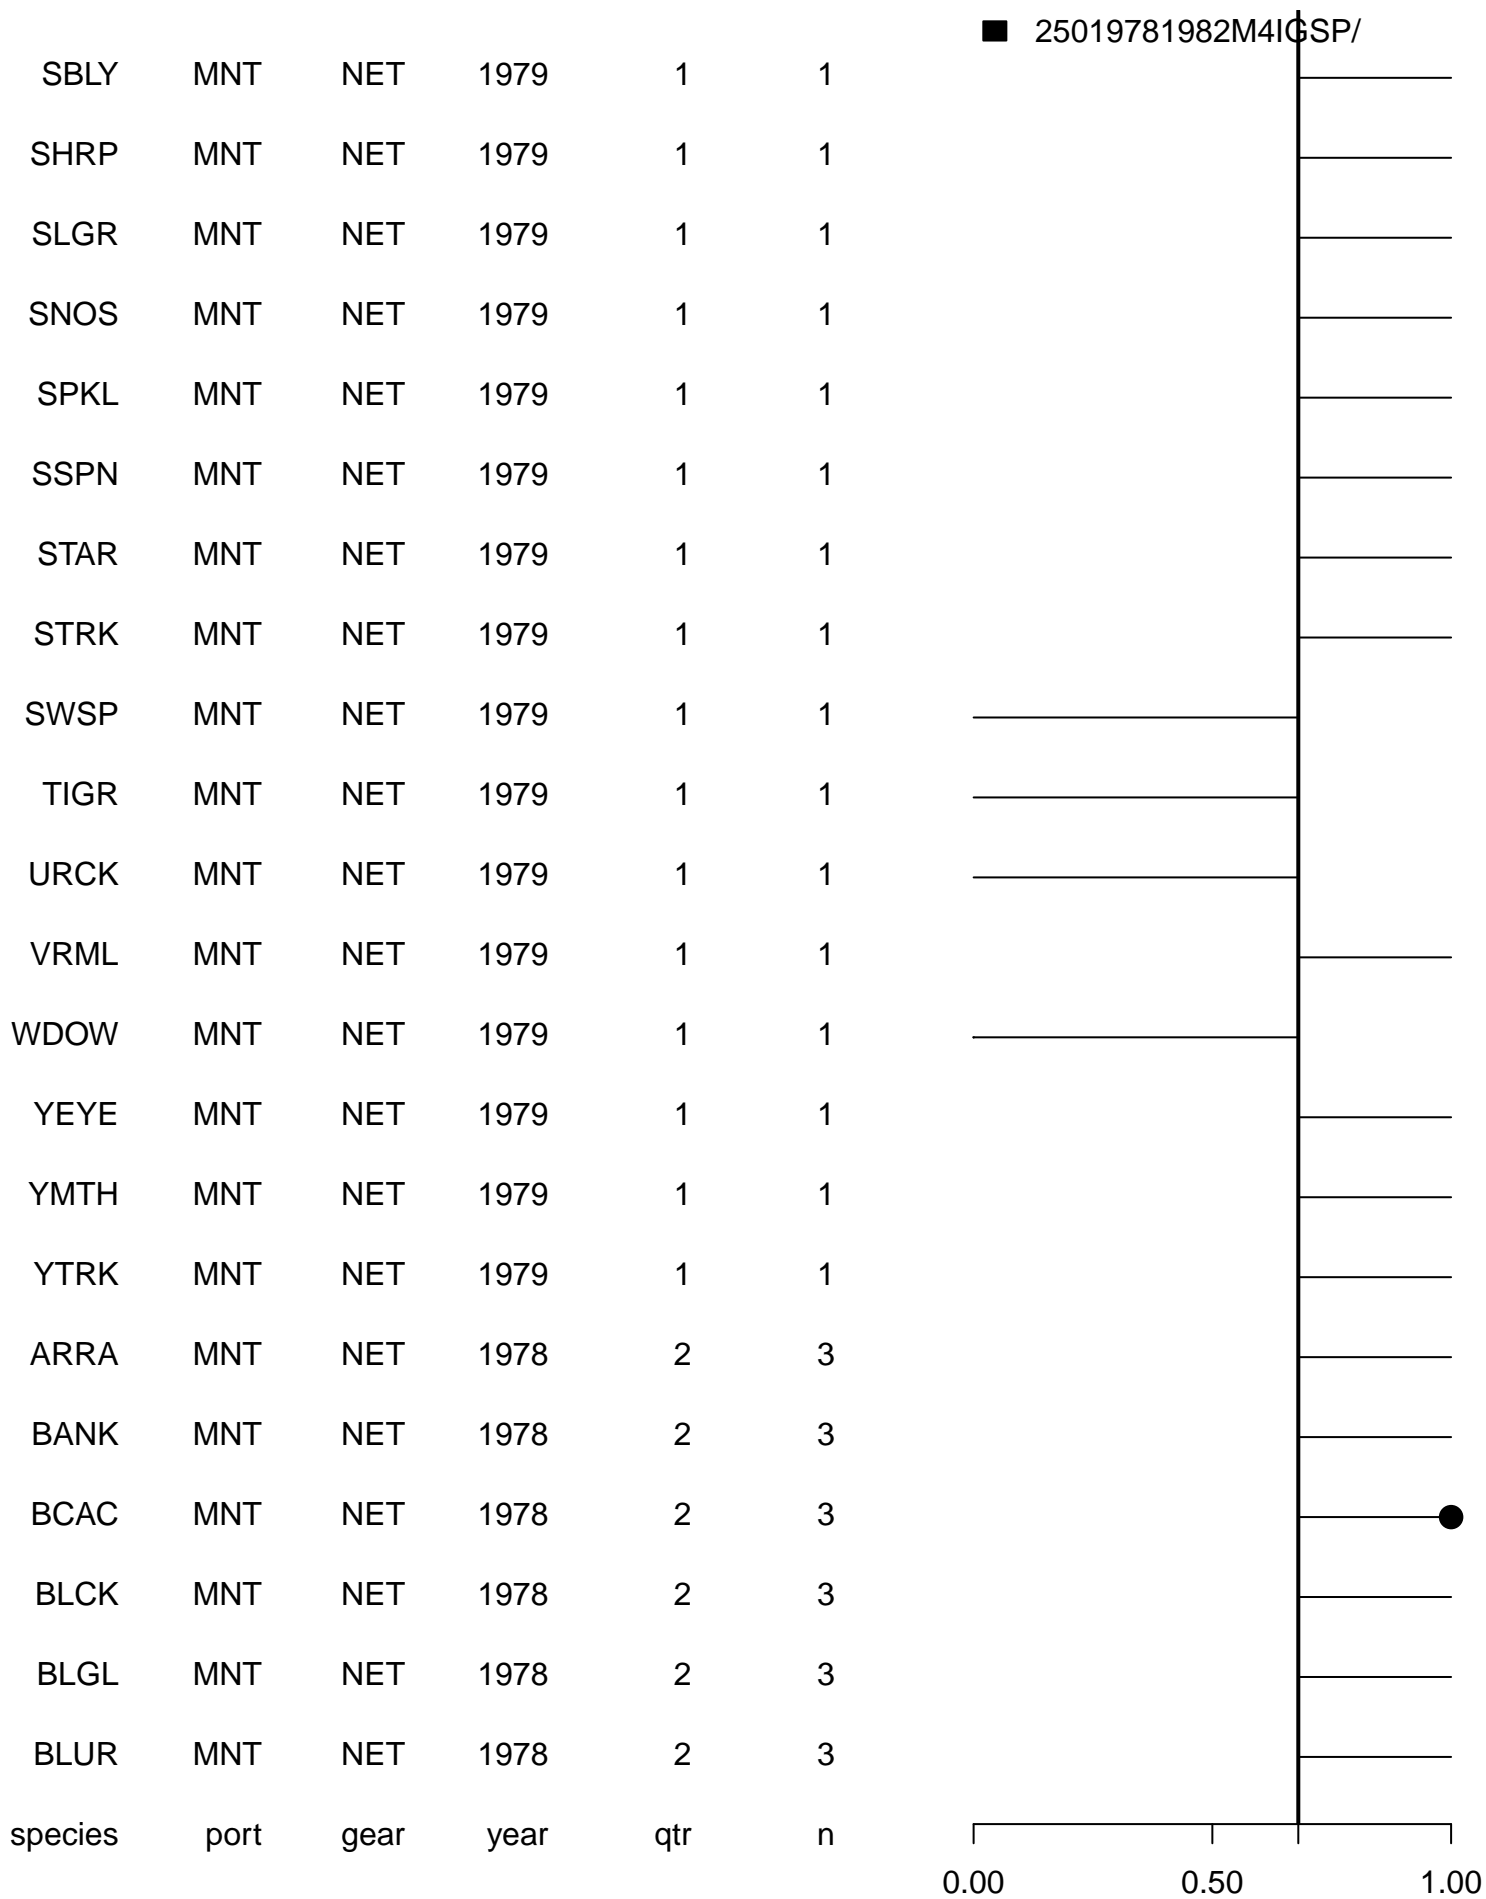 25019781982M4IGSP/
SBLY MNT NET 1979 1 1
SHRP MNT NET 1979 1 1
SLGR MNT NET 1979 1 1
SNOS MNT NET 1979 1 1
SPKL MNT NET 1979 1 1
SSPN MNT NET 1979 1 1
STAR MNT NET 1979 1 1
STRK MNT NET 1979 1 1
SWSP MNT NET 1979 1 1
TIGR MNT NET 1979 1 1
URCK MNT NET 1979 1 1
VRML MNT NET 1979 1 1
WDOW MNT NET 1979 1 1
YEYE MNT NET 1979 1 1
YMTH MNT NET 1979 1 1
YTRK MNT NET 1979 1 1
ARRA MNT NET 1978 2 3
BANK MNT NET 1978 2 3
BCAC MNT NET 1978 2 3
BLCK MNT NET 1978 2 3
BLGL MNT NET 1978 2 3
BLUR MNT NET 1978 2 3
species port gear year qtr n
0.00 0.50 1.00